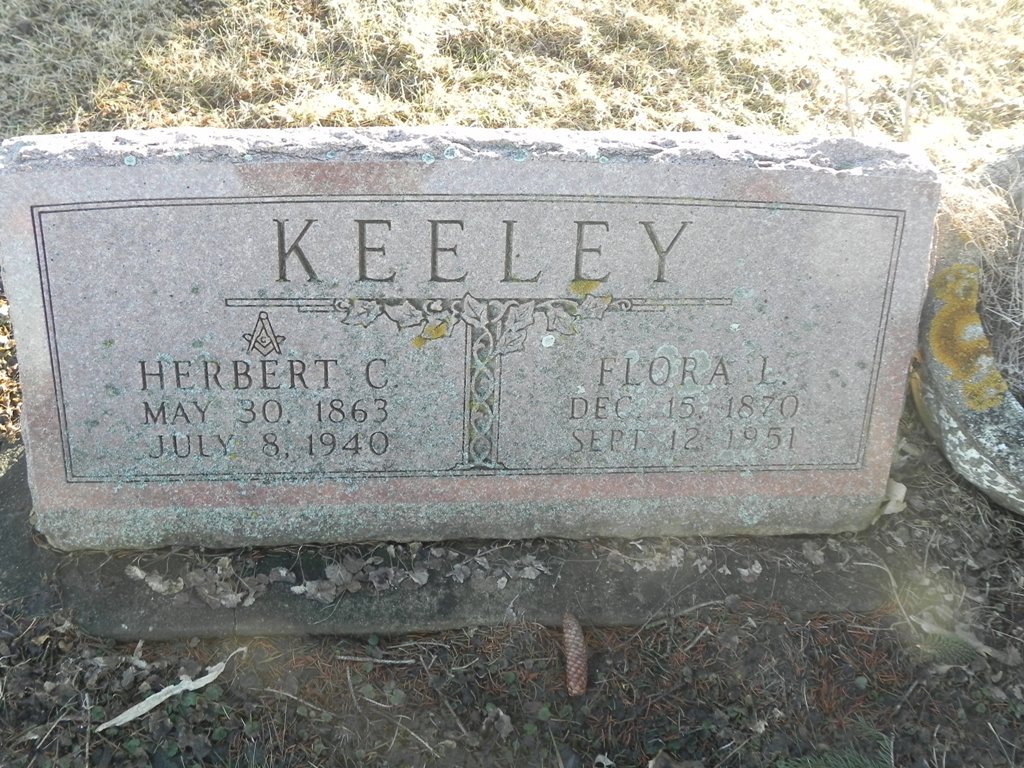 KEELEY
G
HERBERT C.
MAY 30, 1863
JULY 8, 1940
FLORA L.
DEC. 15, 1870
SEPT. 12, 1951